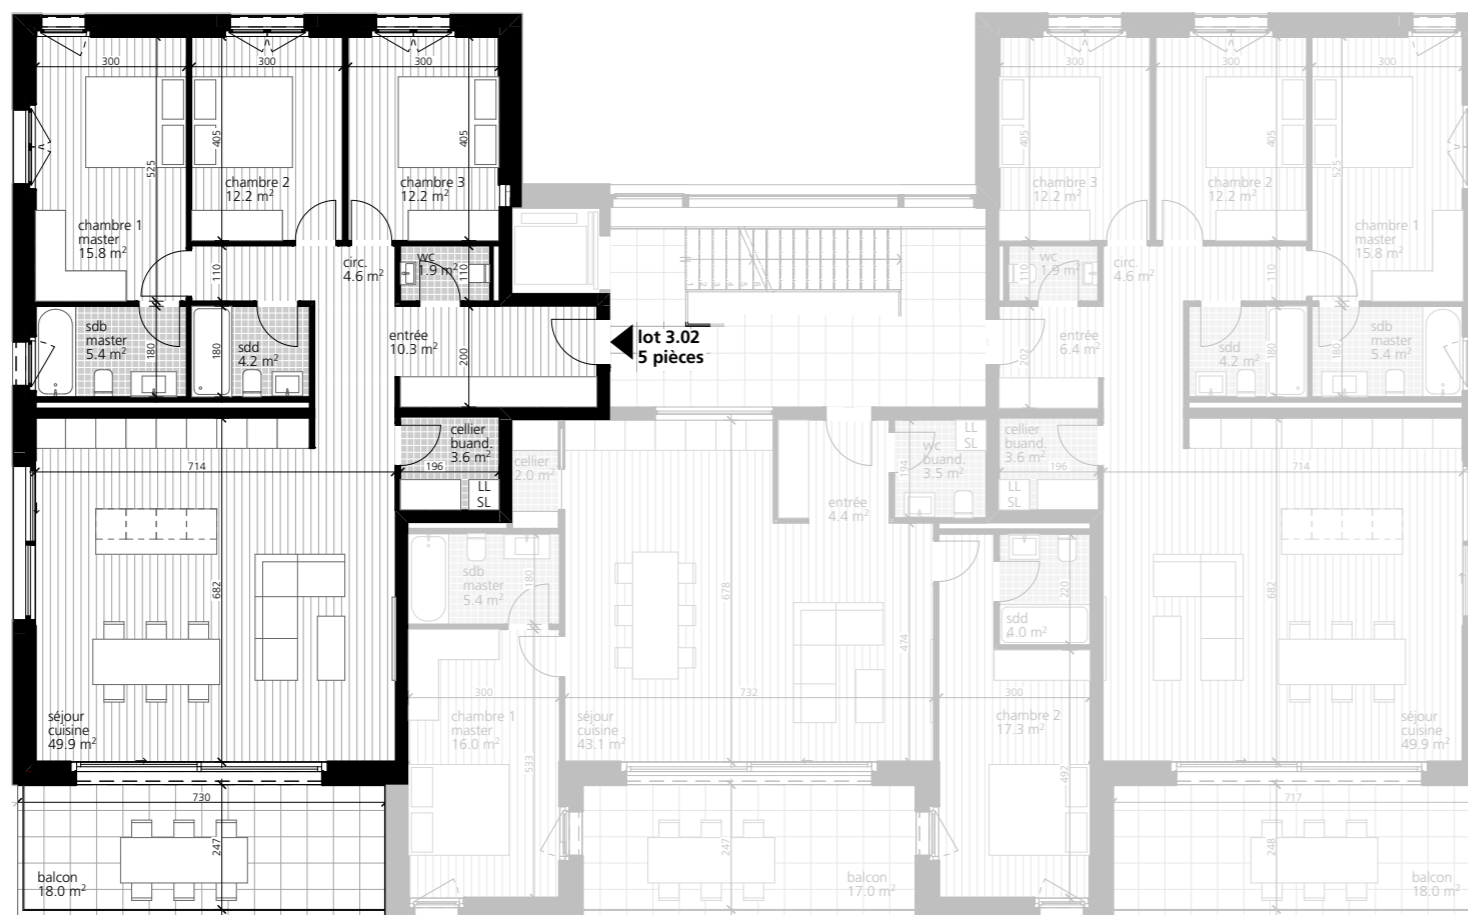 300
300
300
405
405
525
chambre 1
master
15.8 m²
chambre 2
12.2 m²
chambre 3
12.2 m²
110
circ.
4.6 m²
wc
1.9 m²
110
sdb
master
5.4 m²
180
180
sdd
4.2 m²
entrée
10.3 m²
200
lot 3.02
5 pièces
cellier
buand.
3.6 m²
196
LL
SL
714
682
séjour
cuisine
49.9 m²
730
247
balcon
18.0 m²
cellier
2.0 m²
sdb
master
5.4 m²
180
300
chambre 1
master
16.0 m²
533
678
732
474
séjour
cuisine
43.1 m²
entrée
4.4 m²
194
wc
buand.
3.5 m²
LL
SL
sdd
4.0 m²
220
300
chambre 2
17.3 m²
492
247
balcon
17.0 m²
300
300
300
405
405
525
chambre 3
12.2 m²
chambre 2
12.2 m²
chambre 1
master
15.8 m²
wc
1.9 m²
circ.
4.6 m²
110
entrée
6.4 m²
202
sdd
4.2 m²
180
180
sdb
master
5.4 m²
cellier
buand.
3.6 m²
196
LL
SL
714
682
séjour
cuisine
49.9 m²
717
248
balcon
18.0 m²